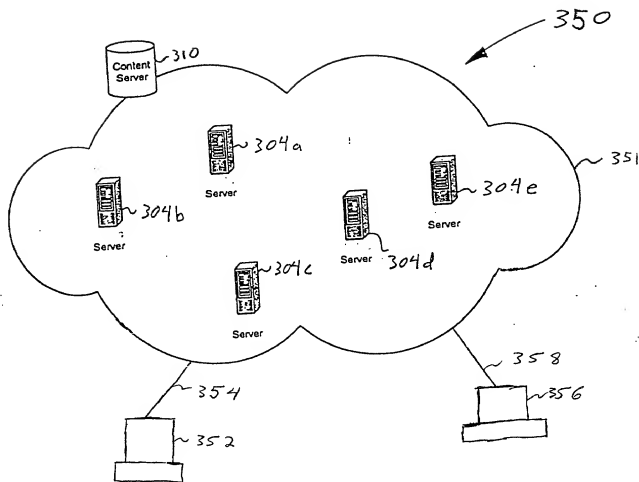 350
310
Content
Server
304a
Server
304b
Server
304e
Server
351
304d
Server
304c
Server
354
352
358
356